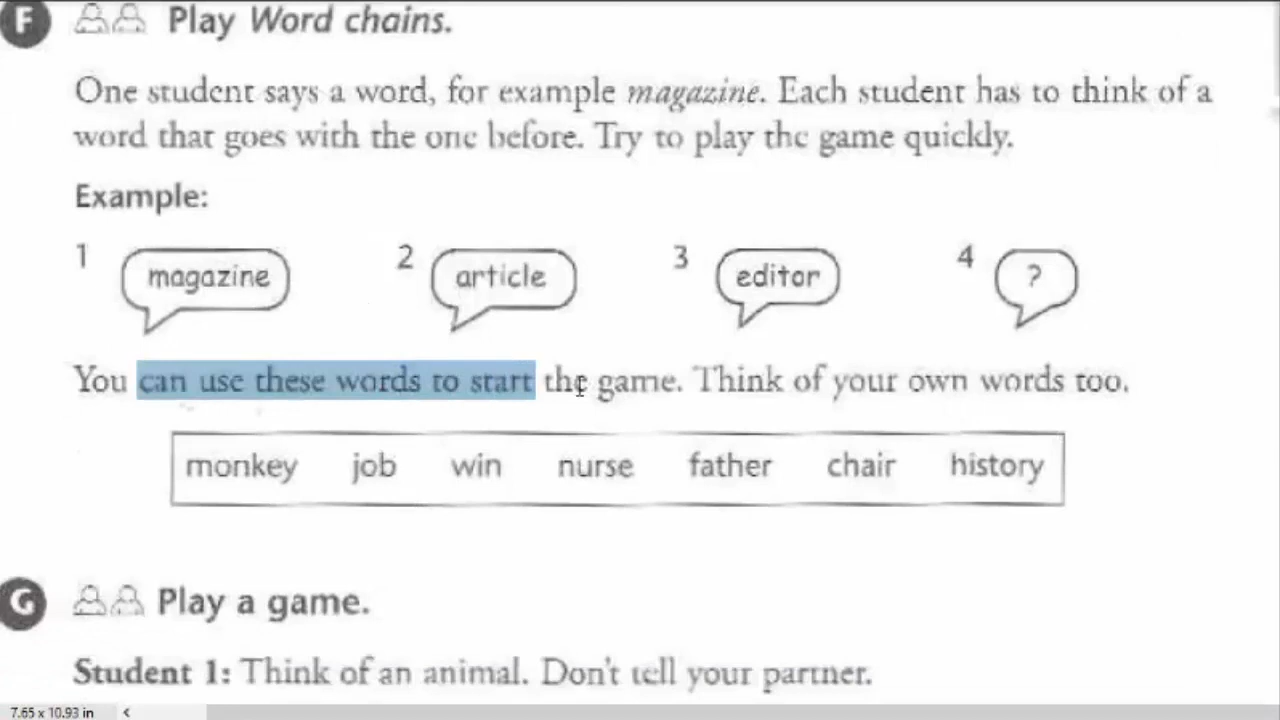 F Play Word chains.
One student says a word, for example magazine. Each student has to think of a
word that goes with the one before. Try to play the game quickly.
Example:
1 magazine 2 article 3 editor 4 ?
You can use these words to start the game. Think of your own words too.
monkey job win nurse father chair history
G Play a game.
Student 1: Think of an animal. Don't tell your partner.
7.65 x 10.93 in <